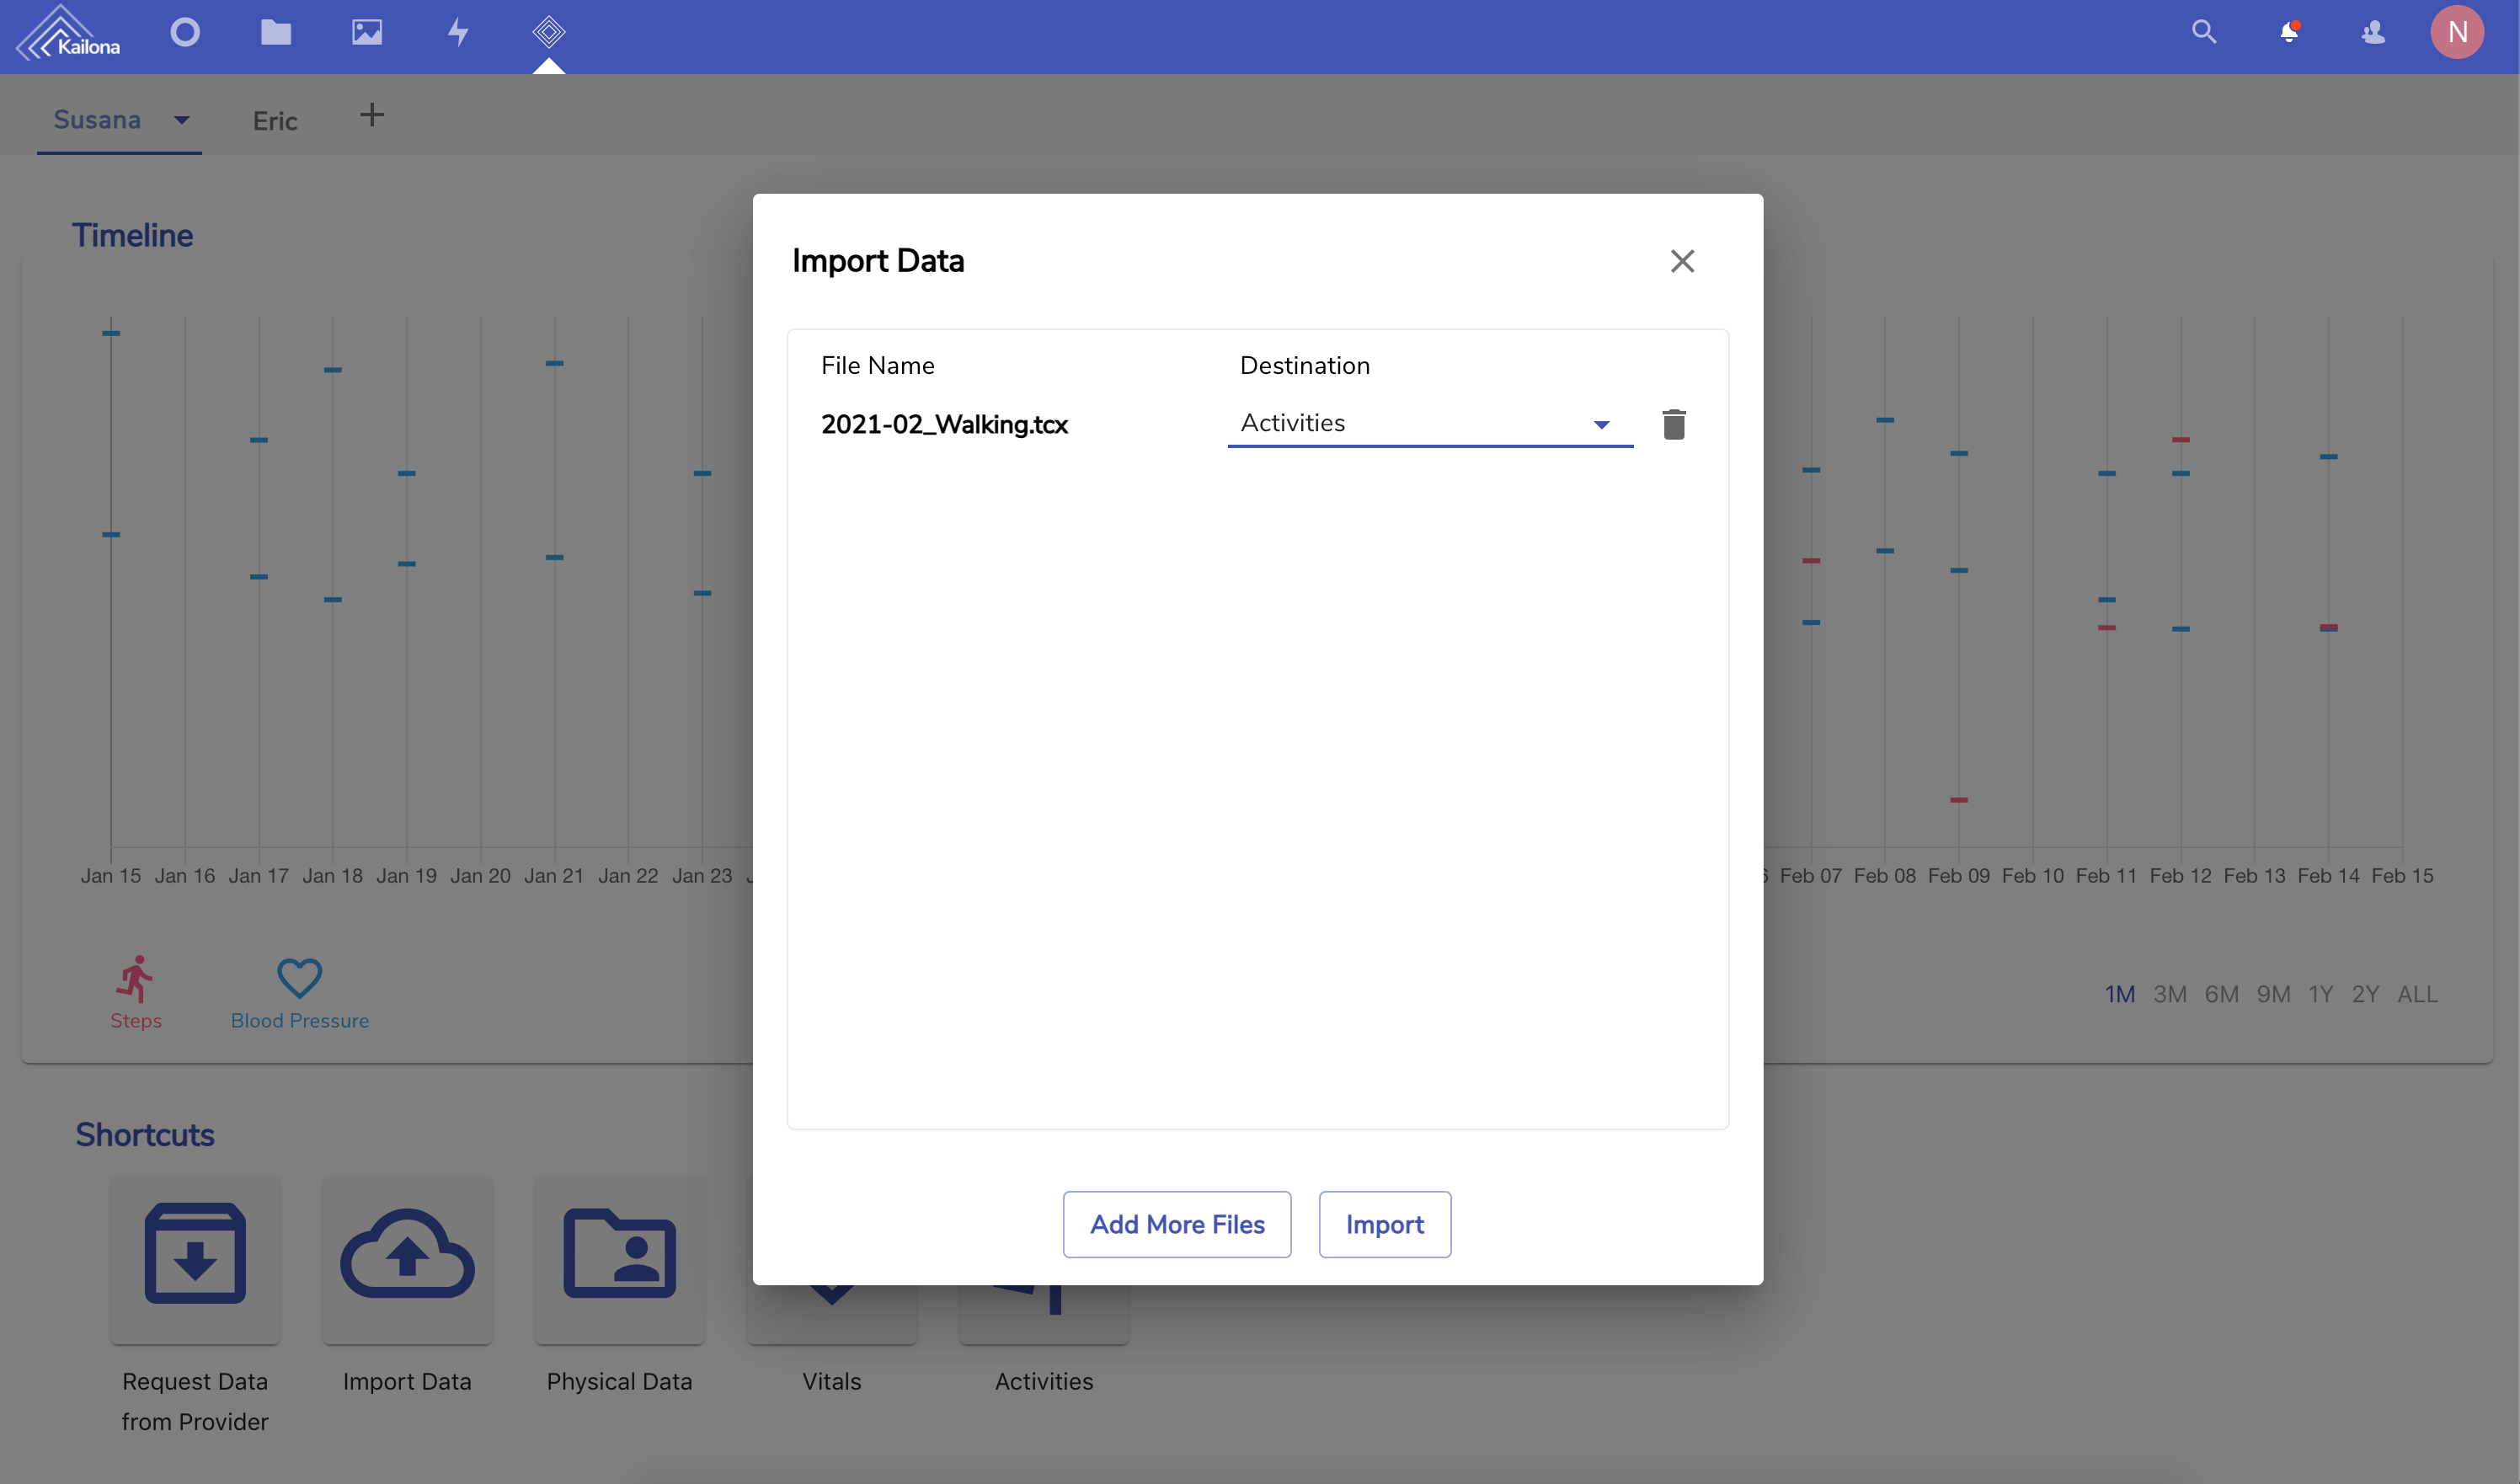 Kailona
N
Susana
Eric
Timeline
Import Data
File Name
Destination
2021-02_Walking.tcx
Activities
Jan 15 Jan 16 Jan 17 Jan 18 Jan 19 Jan 20 Jan 21 Jan 22 Jan 23
Feb 07 Feb 08 Feb 09 Feb 10 Feb 11 Feb 12 Feb 13 Feb 14 Feb 15
Steps
Blood Pressure
1M 3M 6M 9M 1Y 2Y ALL
Shortcuts
Add More Files
Import
Request Data
from Provider
Import Data
Physical Data
Vitals
Activities